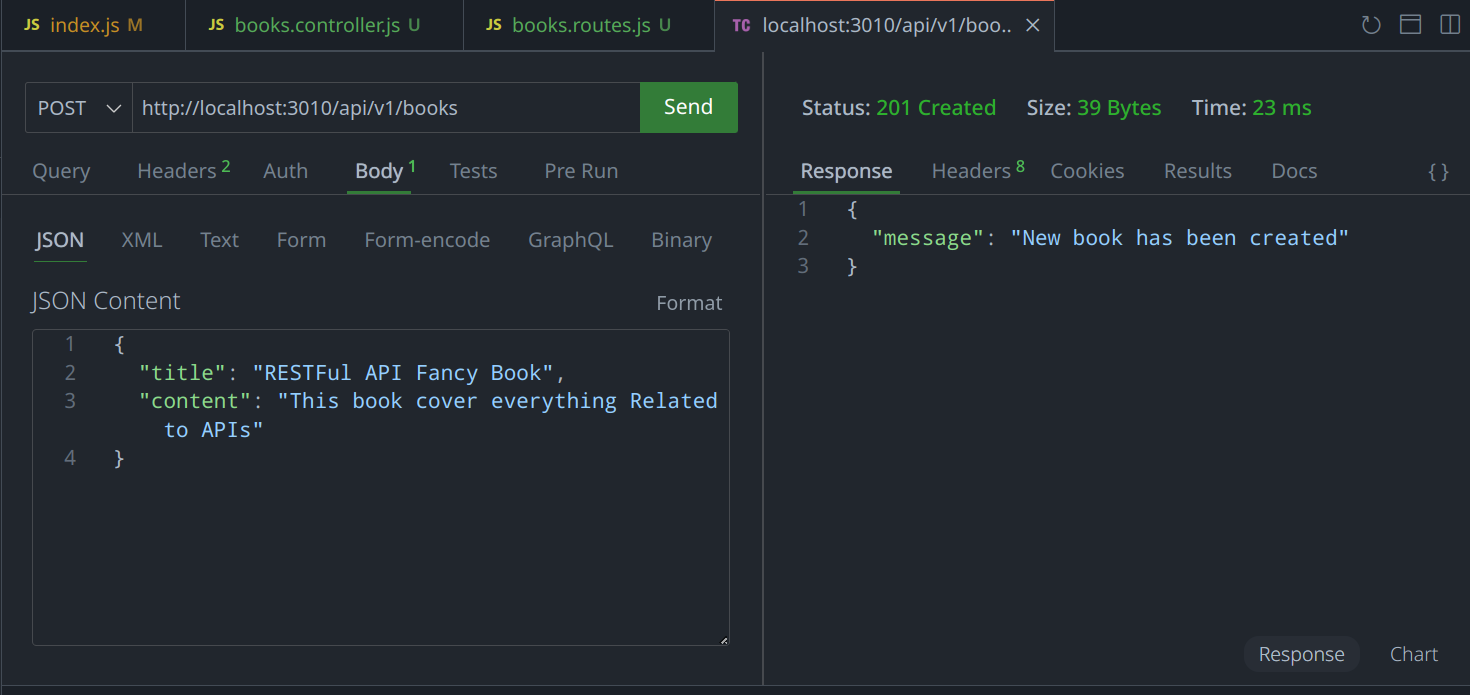 JS index.js M JS books.controller.js U JS books.routes.js U TC localhost:3010/api/v1/boo..
POST http://localhost:3010/api/v1/books Send
Query Headers 2 Auth Body 1 Tests Pre Run
JSON XML Text Form Form-encode GraphQL Binary
JSON Content Format
1 {
2 "title": "RESTFul API Fancy Book",
3 "content": "This book cover everything Related
to APIs"
4 }
Status: 201 Created Size: 39 Bytes Time: 23 ms
Response Headers 8 Cookies Results Docs { }
1 {
2 "message": "New book has been created"
3 }
Response Chart